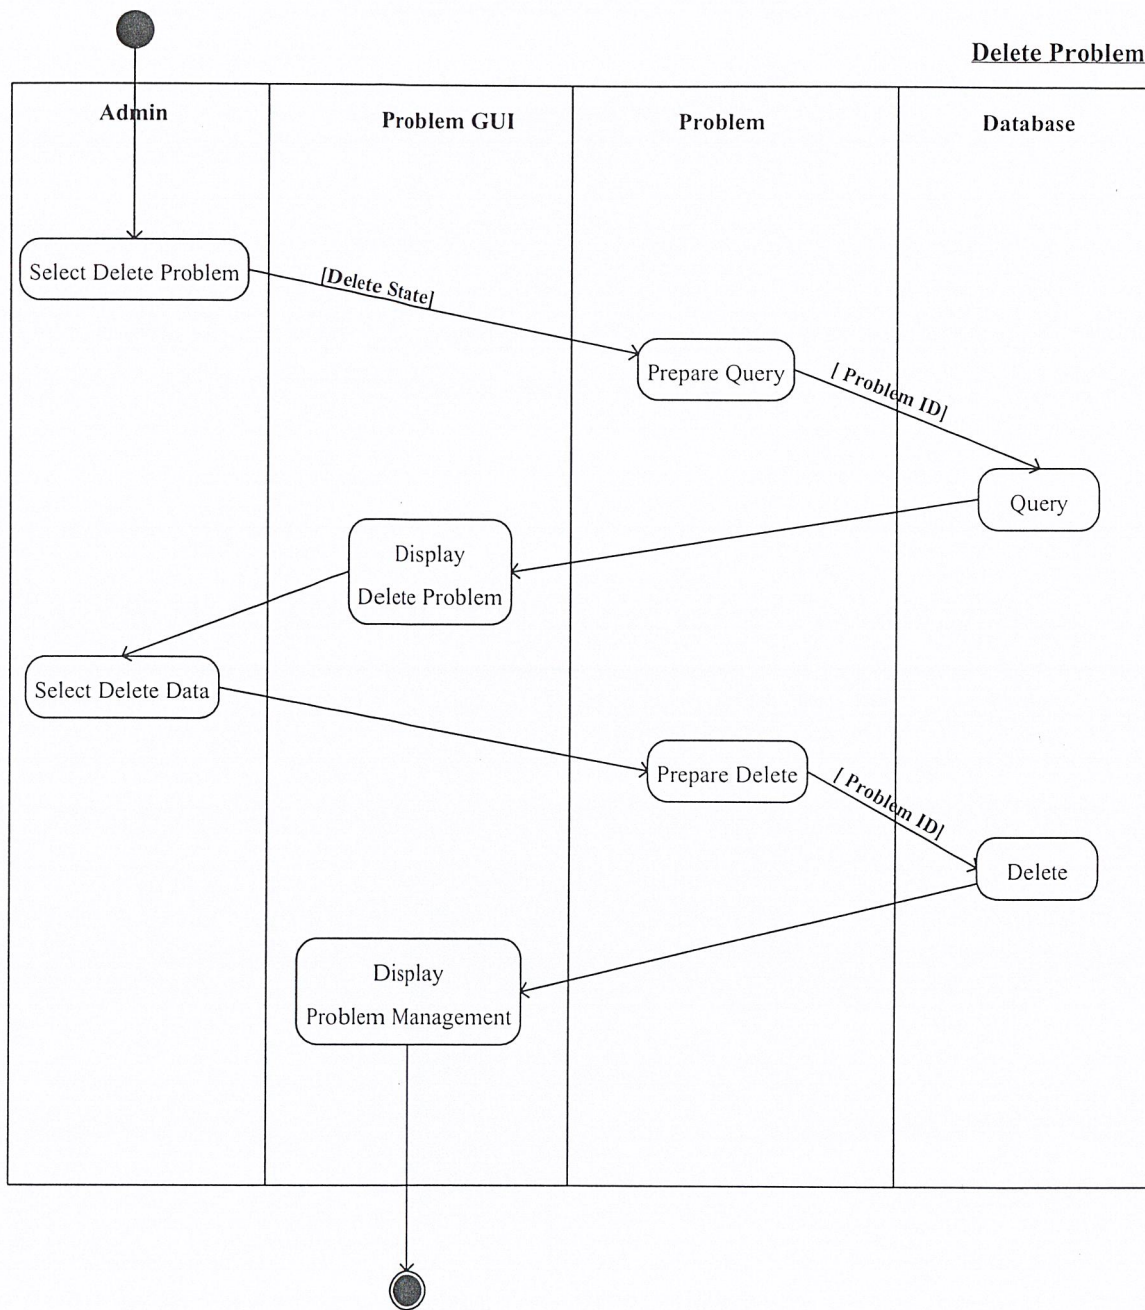 Delete Problem
Admin
Problem GUI
Problem
Database
Select Delete Problem
[Delete State]
Prepare Query
[ Problem ID]
Query
Display
Delete Problem
Select Delete Data
Prepare Delete
[ Problem ID]
Delete
Display
Problem Management